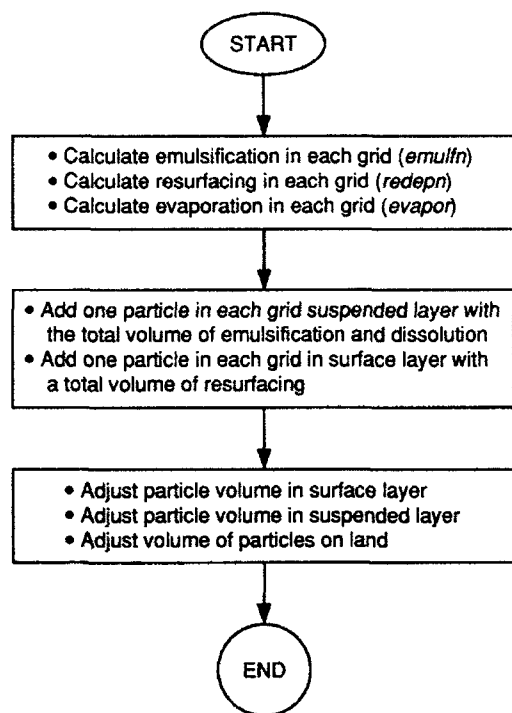 START
• Calculate emulsification in each grid (emulfn)
• Calculate resurfacing in each grid (redepn)
• Calculate evaporation in each grid (evapor)
• Add one particle in each grid suspended layer with
the total volume of emulsification and dissolution
• Add one particle in each grid in surface layer with
a total volume of resurfacing
• Adjust particle volume in surface layer
• Adjust particle volume in suspended layer
• Adjust volume of particles on land
END